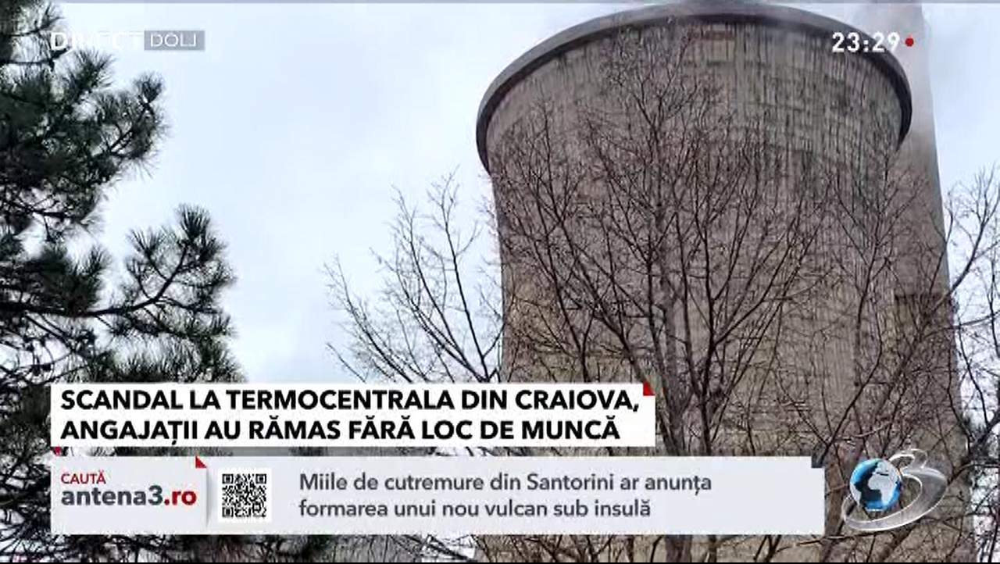 DIRECT DOLJ
23:29
SCANDAL LA TERMOCENTRALA DIN CRAIOVA,
ANGAJAȚII AU RĂMAS FĂRĂ LOC DE MUNCĂ
CAUTĂ
antena3.ro
Miile de cutremure din Santorini ar anunța
formarea unui nou vulcan sub insulă
3